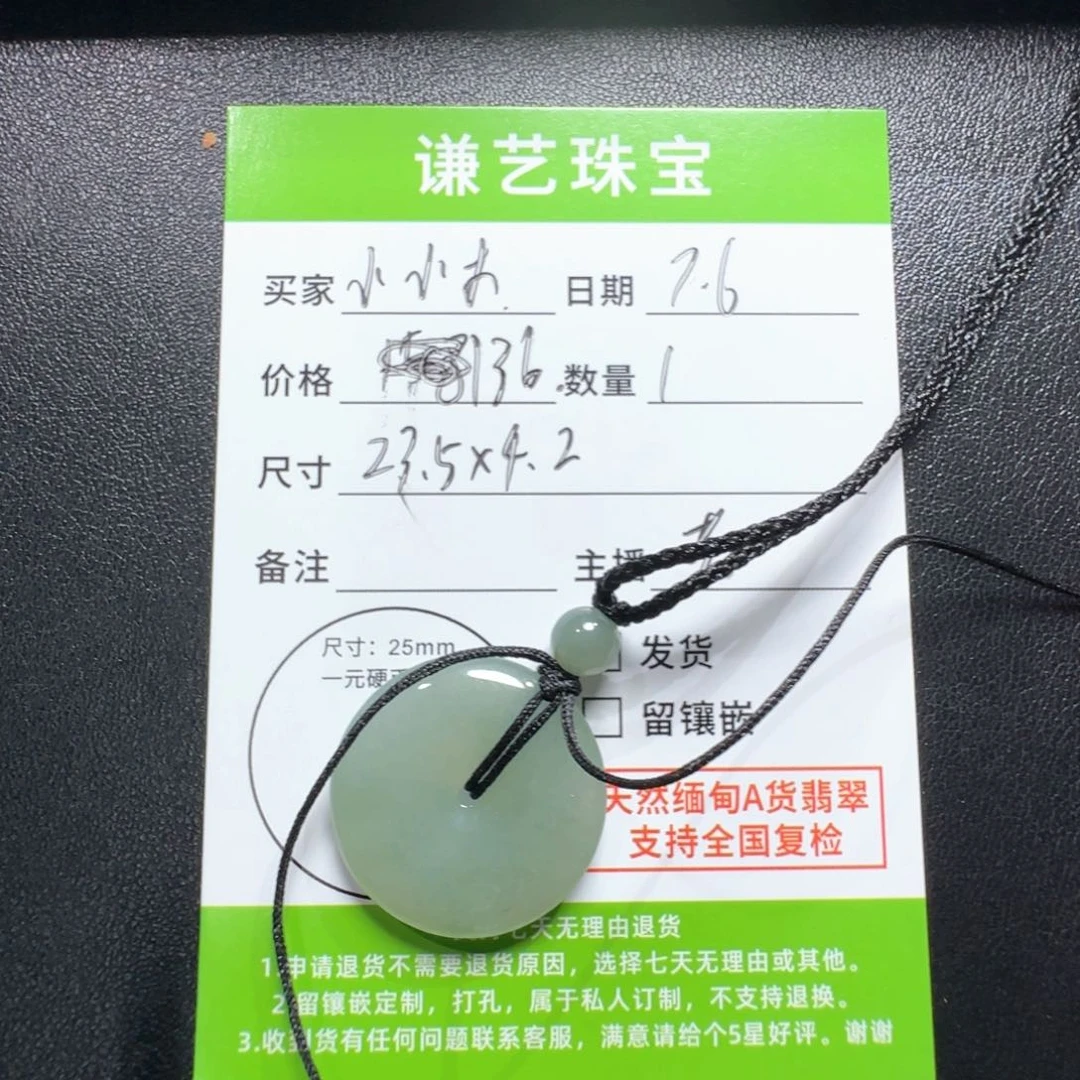 谦艺珠宝
买家 小小 日期 7.6
价格 136. 数量 1
尺寸 23.5×4.2
备注 主播
尺寸：25mm
一元硬
发货
留镶嵌
天然缅甸A货翡翠
支持全国复检
七天无理由退货
1.申请退货不需要退货原因，选择七天无理由或其他。
2.留镶嵌定制，打孔，属于私人订制，不支持退换。
3.收到货有任何问题联系客服，满意请给个5星好评。谢谢